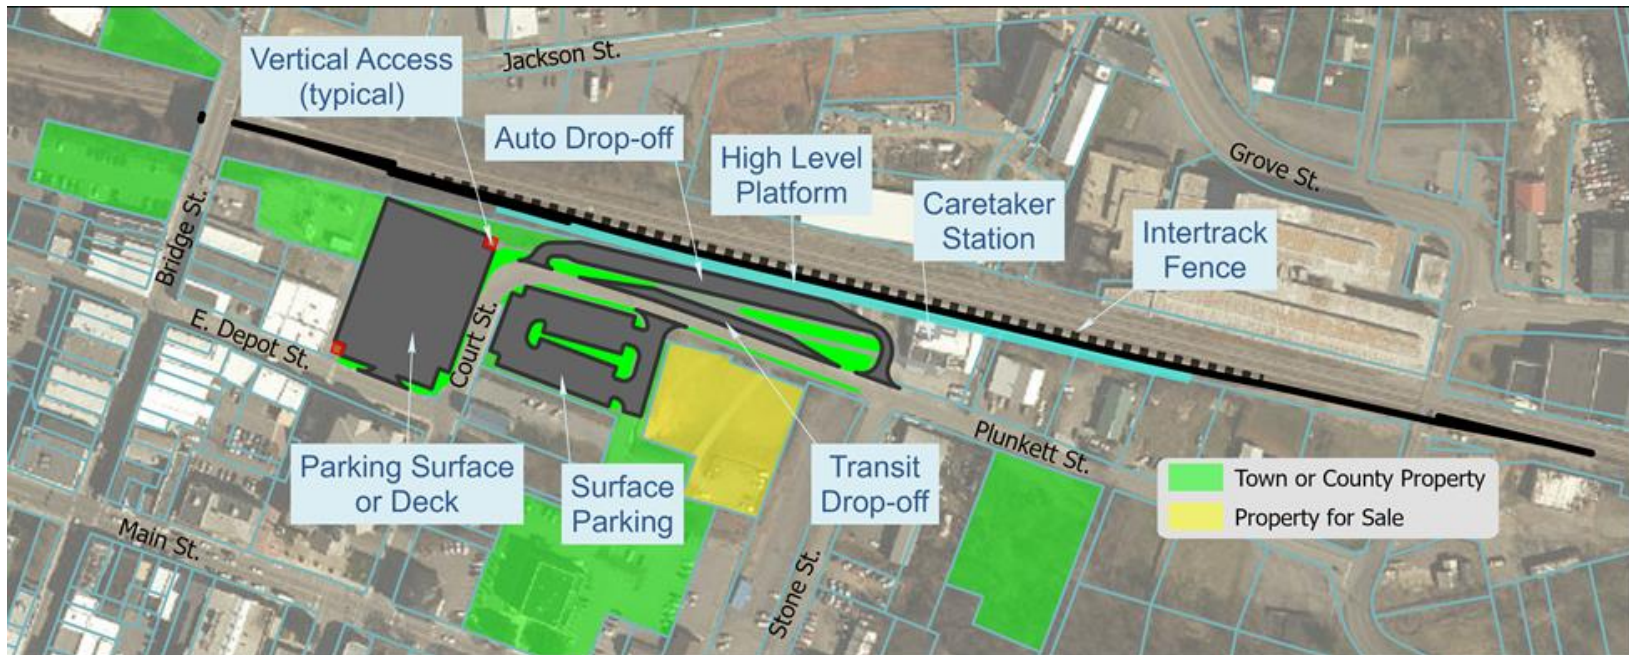 Jackson St.
Vertical Access
(typical)
Auto Drop-off
High Level
Platform
Grove St.
Caretaker
Station
Intertrack
Fence
Bridge St.
E. Depot St.
Court St.
Plunkett St.
Parking Surface
or Deck
Surface
Parking
Transit
Drop-off
Town or County Property
Property for Sale
Main St.
Stone St.